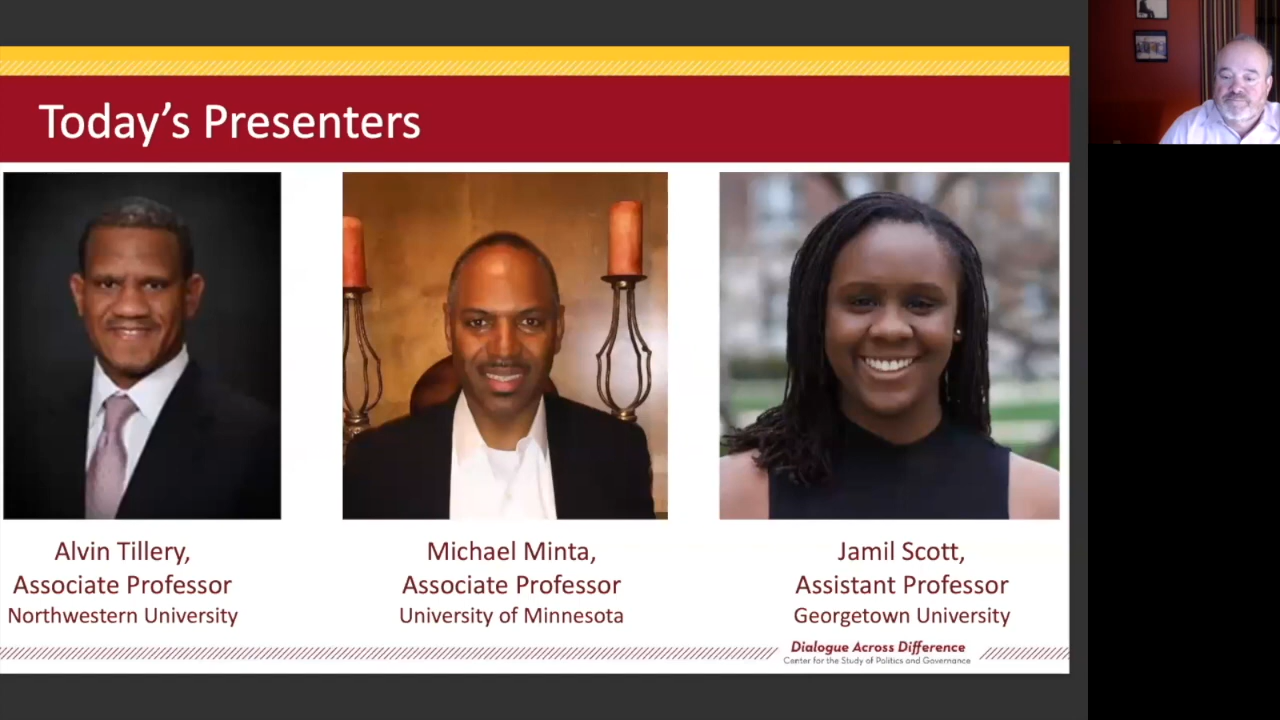 Today's Presenters
Alvin Tillery,
Associate Professor
Northwestern University
Michael Minta,
Associate Professor
University of Minnesota
Jamil Scott,
Assistant Professor
Georgetown University
Dialogue Across Difference
Center for the Study of Politics and Governance